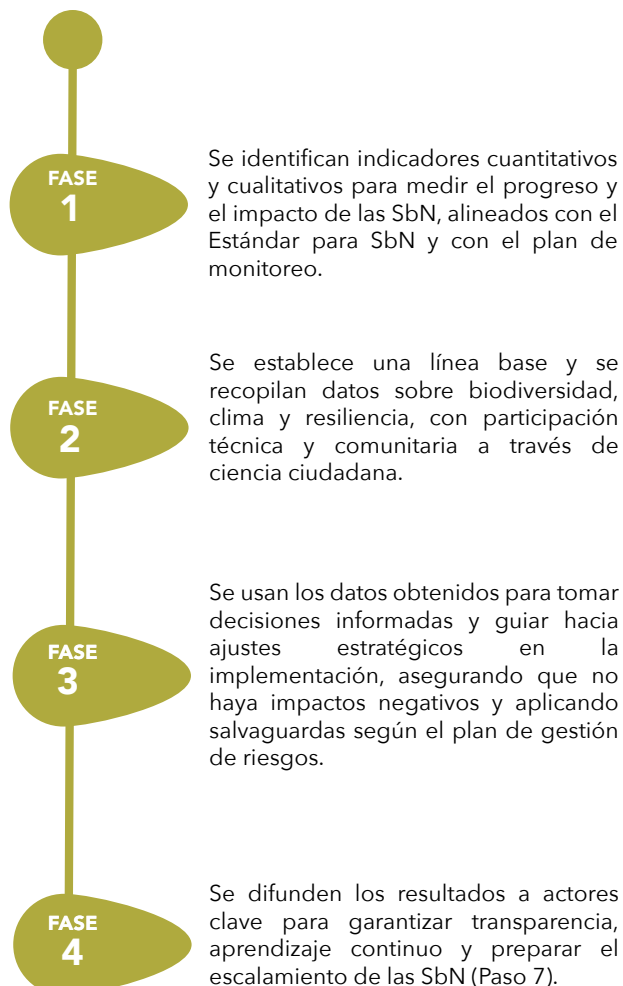 FASE
1
Se identifican indicadores cuantitativos
y cualitativos para medir el progreso y
el impacto de las SbN, alineados con el
Estándar para SbN y con el plan de
monitoreo.
FASE
2
Se establece una línea base y se
recopilan datos sobre biodiversidad,
clima y resiliencia, con participación
técnica y comunitaria a través de
ciencia ciudadana.
FASE
3
Se usan los datos obtenidos para tomar
decisiones informadas y guiar hacia
ajustes estratégicos en la
implementación, asegurando que no
haya impactos negativos y aplicando
salvaguardas según el plan de gestión
de riesgos.
FASE
4
Se difunden los resultados a actores
clave para garantizar transparencia,
aprendizaje continuo y preparar el
escalamiento de las SbN (Paso 7).